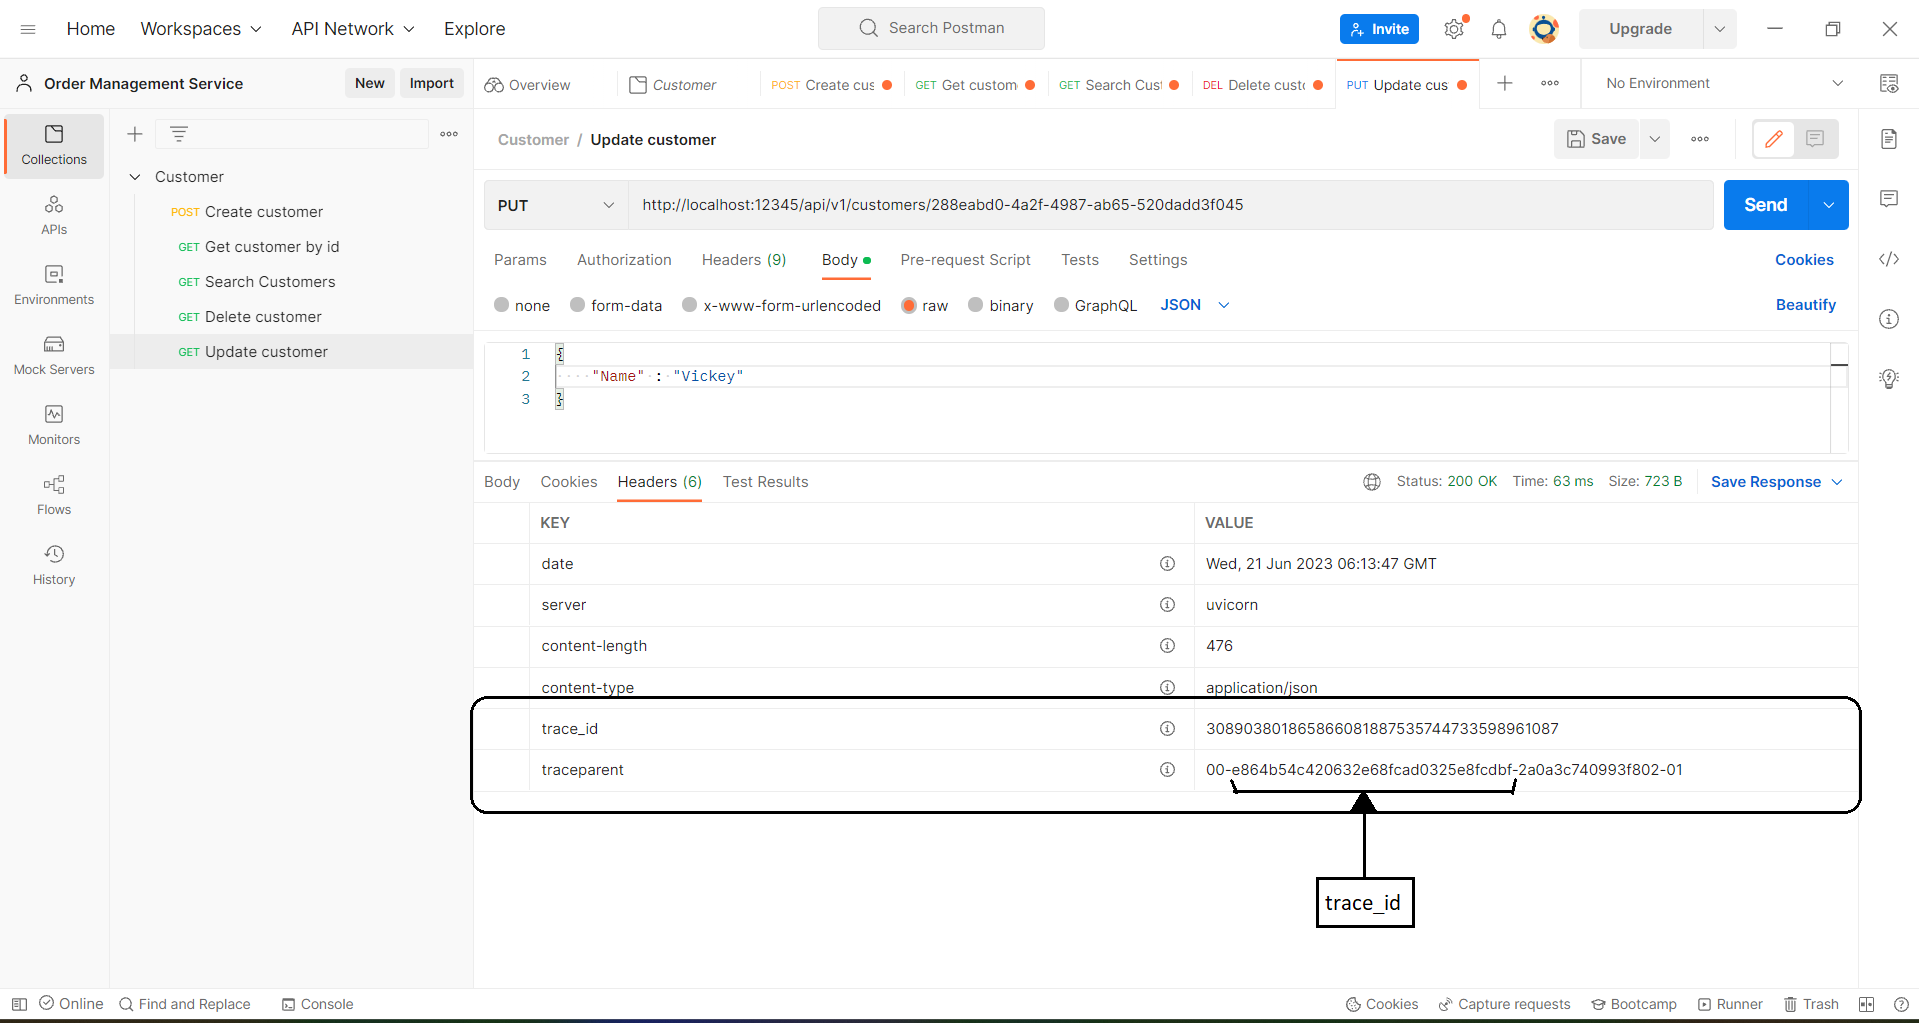 Home Workspaces API Network Explore Search Postman Invite Upgrade
Order Management Service New Import Overview Customer POST Create cus GET Get custom GET Search Cust DEL Delete custo PUT Update cus No Environment
Customer / Update customer Save
Collections
APIs
Environments
Mock Servers
Monitors
Flows
History
Customer
POST Create customer
GET Get customer by id
GET Search Customers
GET Delete customer
GET Update customer
PUT http://localhost:12345/api/v1/customers/288eabd0-4a2f-4987-ab65-520dadd3f045 Send
Params Authorization Headers (9) Body Pre-request Script Tests Settings Cookies
none form-data x-www-form-urlencoded raw binary GraphQL JSON Beautify
1 {
2 "Name" : "Vickey"
3 }
Body Cookies Headers (6) Test Results Status: 200 OK Time: 63 ms Size: 723 B Save Response
KEY VALUE
date Wed, 21 Jun 2023 06:13:47 GMT
server uvicorn
content-length 476
content-type application/json
trace_id 308903801865866081887535744733598961087
traceparent 00-e864b54c420632e68fcad0325e8fcdbf-2a0a3c740993f802-01
trace_id
Online Find and Replace Console Cookies Capture requests Bootcamp Runner Trash